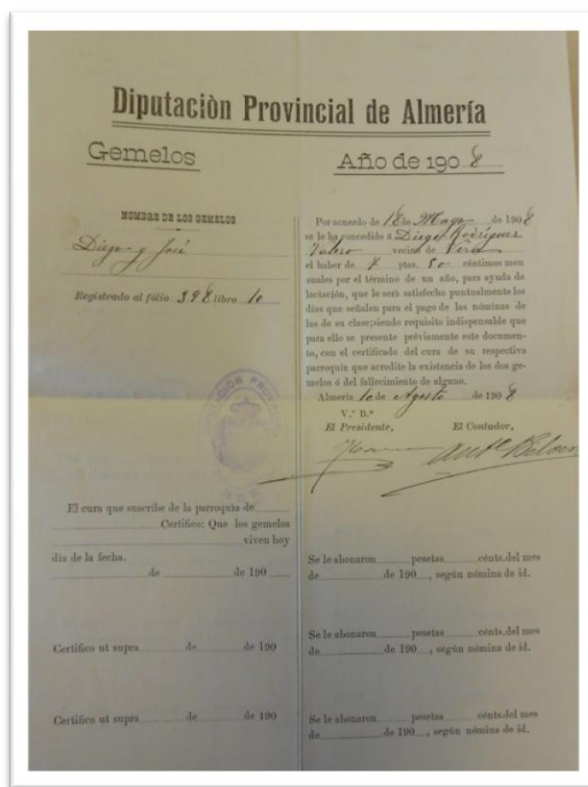 Diputaciòn Provincial de Almería
Gemelos
Año de 1908
NOMBRE DE LOS GEMELOS
Diego y José
Registrado al fólio 398 libro 10
Por acuerdo de 18 de Mayo de 1908
se le ha concedido á Diego Rodríguez
Valero vecino de Vera
el haber de 7 ptas. 50 céntimos men
suales por el término de un año, para ayuda de
lactación, que le será satisfecho puntualmente los
dias que señalen para el pago de las nóminas de
las de su clase; siendo requisito indispensable que
para ello se presente préviamente este documen-
to, con el certificado del cura de su respectiva
parroquia que acredite la existencia de los dos ge-
melos ó del fallecimiento de alguno.
Almería 10 de Agosto de 1908
V.° B.°
El Presidente, El Contador,
El cura que suscribe de la parroquia de
Certifico: Que los gemelos
viven hoy
dia de la fecha.
de de 190
Se le abonaron pesetas cénts. del mes
de de 190 , según nómina de id.
Certifico ut supra de de 190
Se le abonaron pesetas cénts. del mes
de de 190 , según nómina de id.
Certifico ut supra de de 190
Se le abonaron pesetas cénts. del mes
de de 190 , según nómina de id.